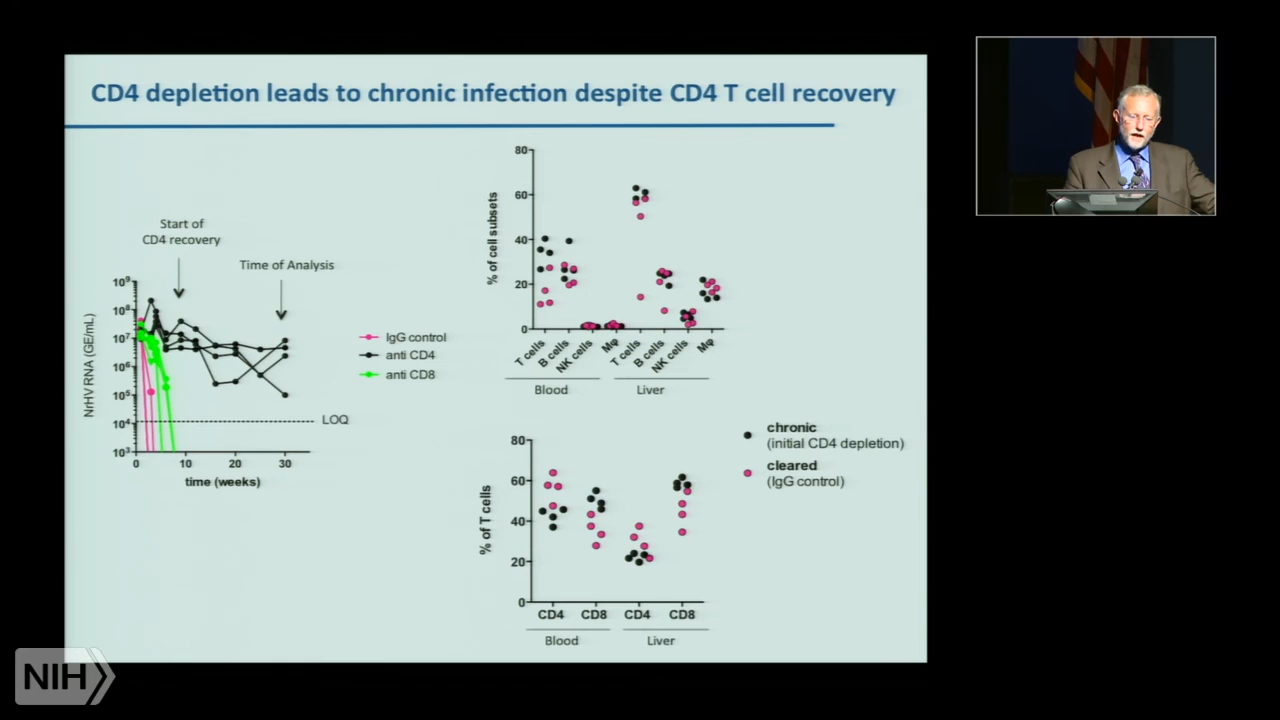 CD4 depletion leads to chronic infection despite CD4 T cell recovery
Start of
CD4 recovery
Time of Analysis
NrHV RNA (GE/mL)
10⁹
10⁸
10⁷
10⁶
10⁵
10⁴
10³
0
10
20
30
time (weeks)
LOQ
IgG control
anti CD4
anti CD8
% of cell subsets
80
60
40
20
0
T cells
B cells
NK cells
Mφ
T cells
B cells
NK cells
Mφ
Blood
Liver
% of T cells
80
60
40
20
0
CD4
CD8
CD4
CD8
Blood
Liver
chronic
(initial CD4 depletion)
cleared
(IgG control)
NIH